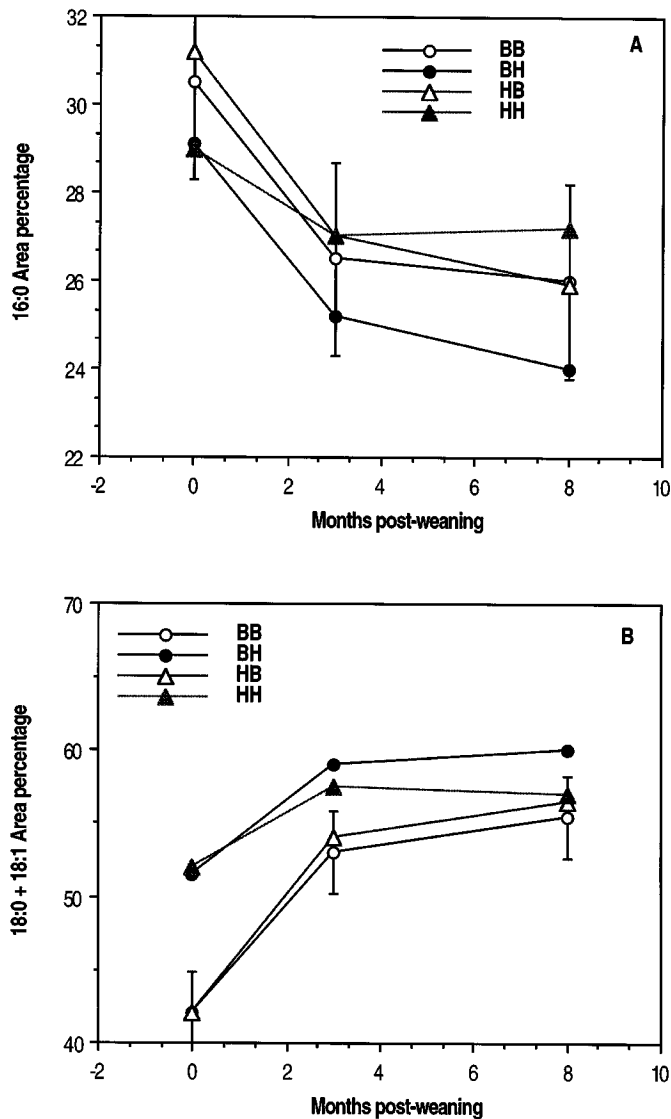 32
30
28
26
24
22
16:0 Area percentage
A
BB
BH
HB
HH
-2 0 2 4 6 8 10
Months post-weaning
70
60
50
40
18:0 + 18:1 Area percentage
B
BB
BH
HB
HH
-2 0 2 4 6 8 10
Months post-weaning